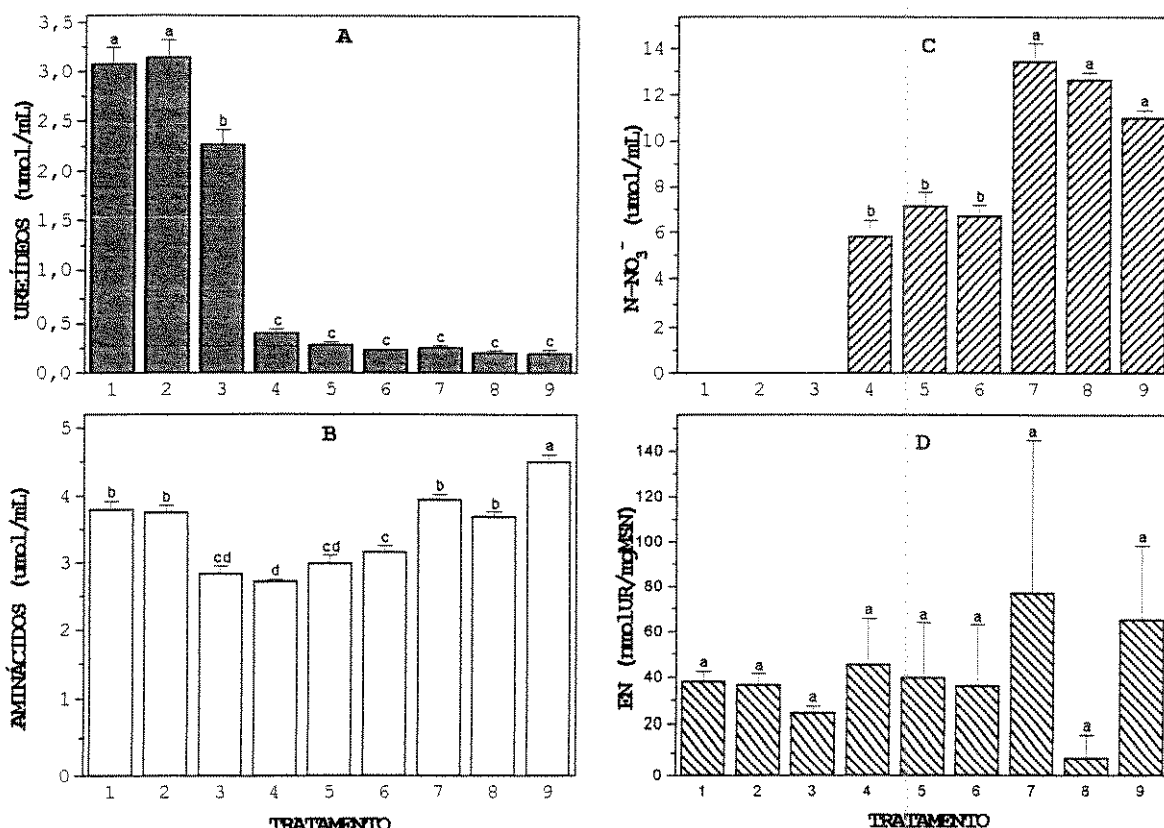 A
UREÍDEOS (umol/mL)
3,5
3,0
2,5
2,0
1,5
1,0
0,5
0,0
a a b c c c c c c
1 2 3 4 5 6 7 8 9
C
N-NO3⁻ (umol/mL)
14
12
10
8
6
4
2
0
b b b a a a
1 2 3 4 5 6 7 8 9
B
AMINÁCIDOS (umol/mL)
5
4
3
2
1
0
b b cd d cd c b b a
1 2 3 4 5 6 7 8 9
TRATAMENTO
D
EN (nmolUR/mgMSN)
140
120
100
80
60
40
20
0
a a a a a a a a a
1 2 3 4 5 6 7 8 9
TRATAMENTO